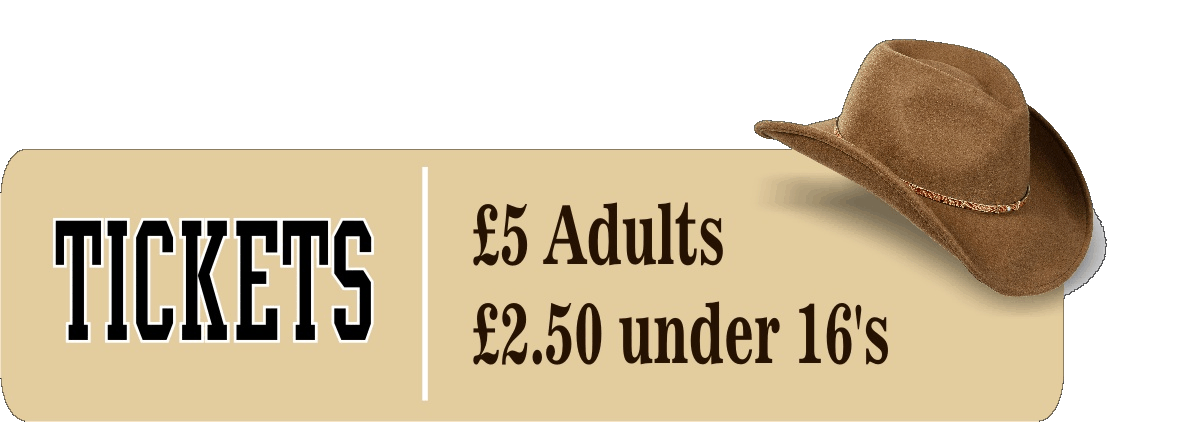 TICKETS
£5 Adults
£2.50 under 16's